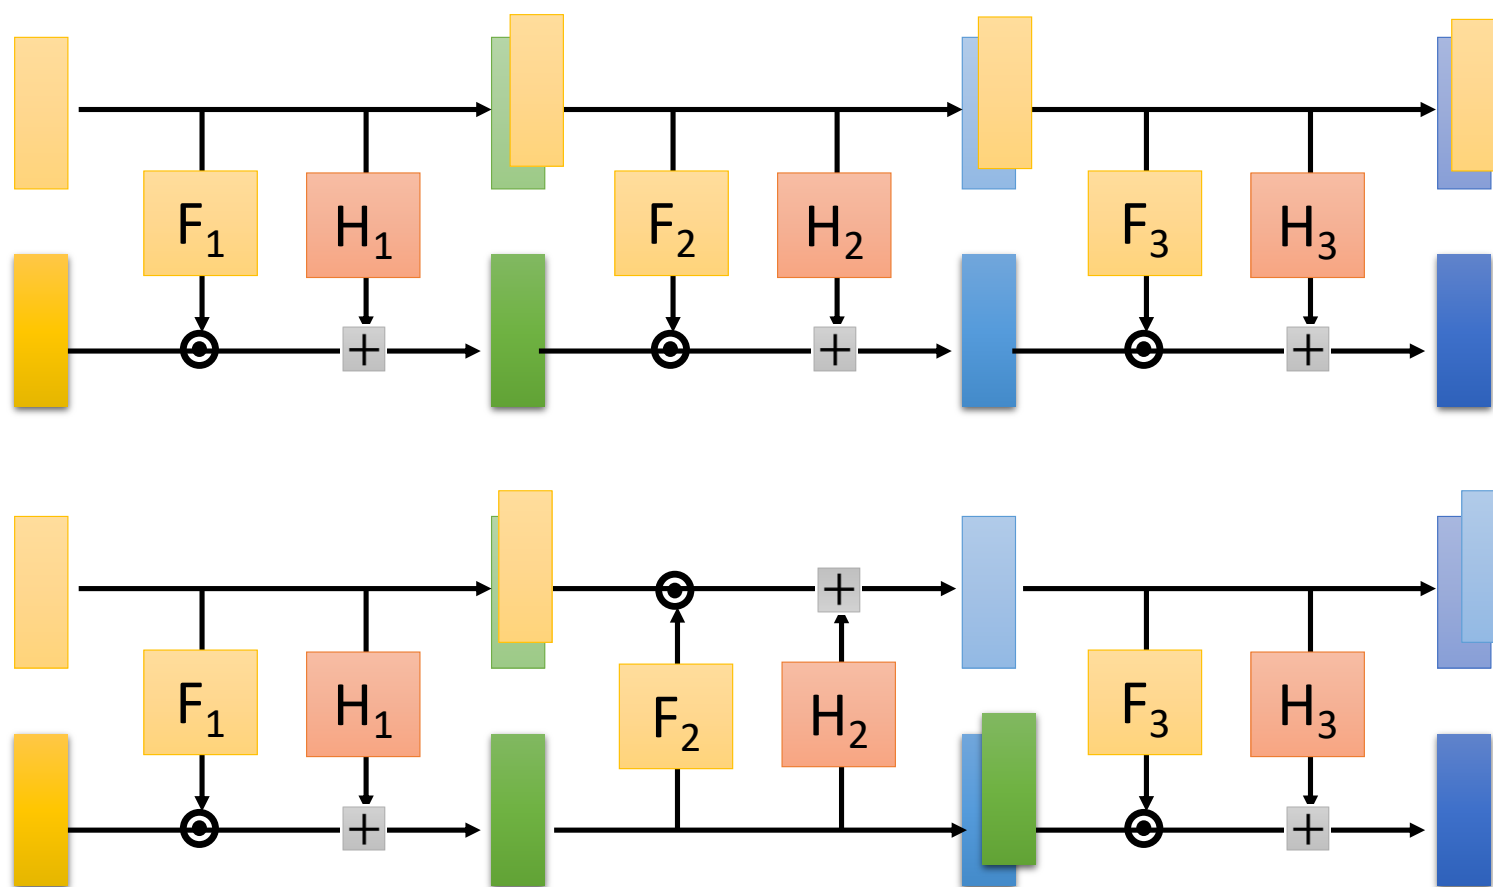 F1 H1 F2 H2 F3 H3
+ + +
+
F1 H1 F2 H2 F3 H3
+ +